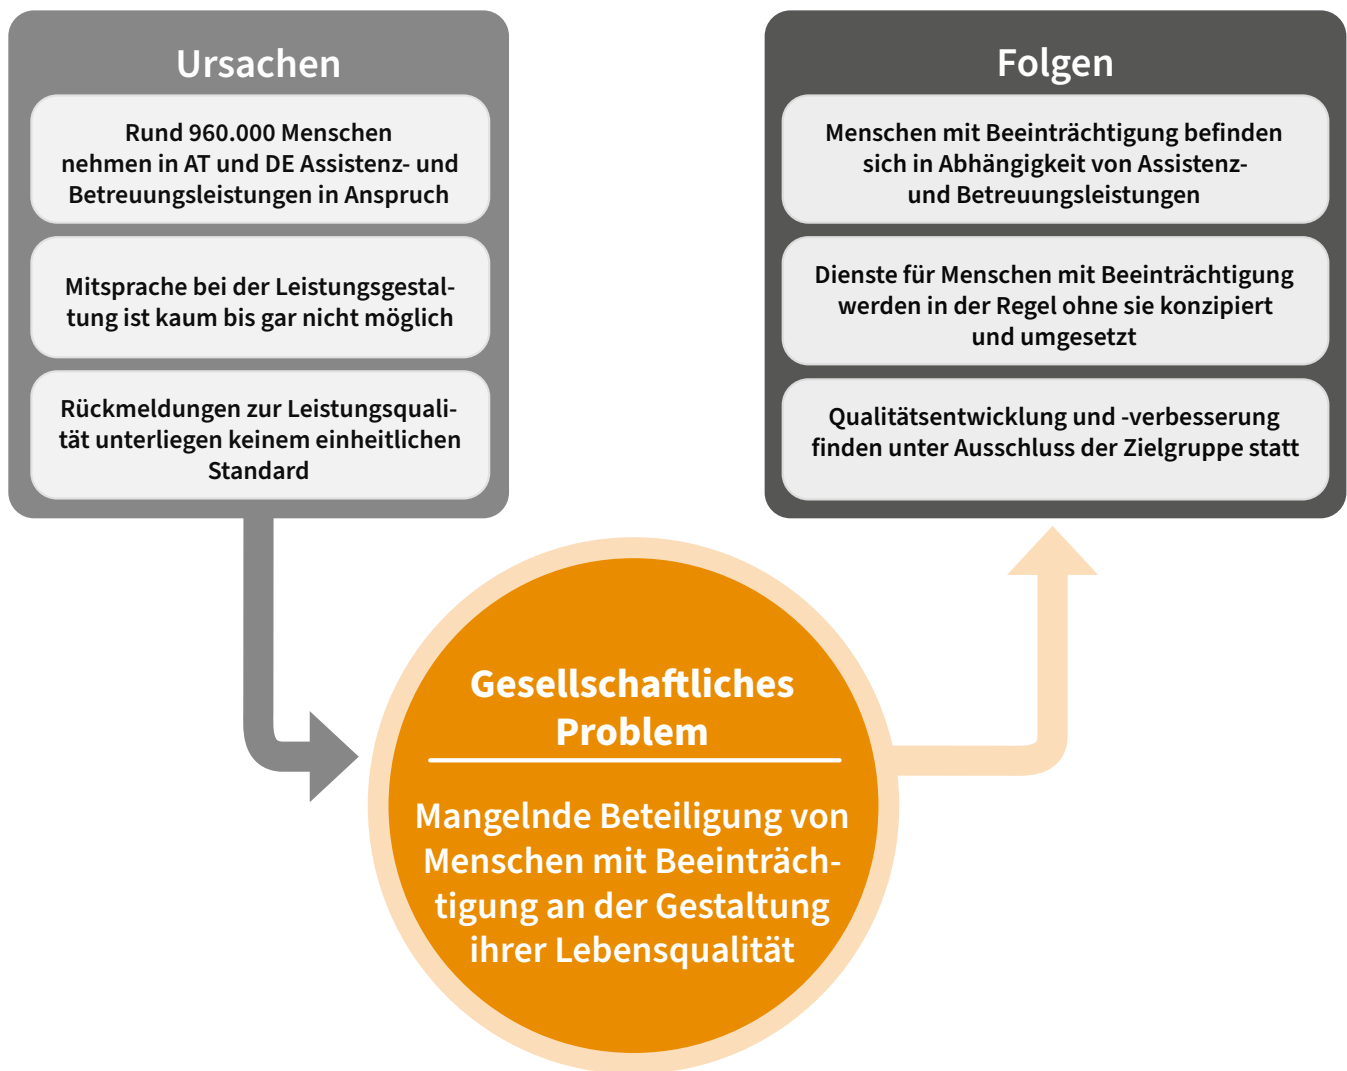 Ursachen
Rund 960.000 Menschen
nehmen in AT und DE Assistenz- und
Betreuungsleistungen in Anspruch
Mitsprache bei der Leistungsgestal-
tung ist kaum bis gar nicht möglich
Rückmeldungen zur Leistungsquali-
tät unterliegen keinem einheitlichen
Standard
Folgen
Menschen mit Beeinträchtigung befinden
sich in Abhängigkeit von Assistenz-
und Betreuungsleistungen
Dienste für Menschen mit Beeinträchtigung
werden in der Regel ohne sie konzipiert
und umgesetzt
Qualitätsentwicklung und -verbesserung
finden unter Ausschluss der Zielgruppe statt
Gesellschaftliches
Problem
Mangelnde Beteiligung von
Menschen mit Beeinträch-
tigung an der Gestaltung
ihrer Lebensqualität